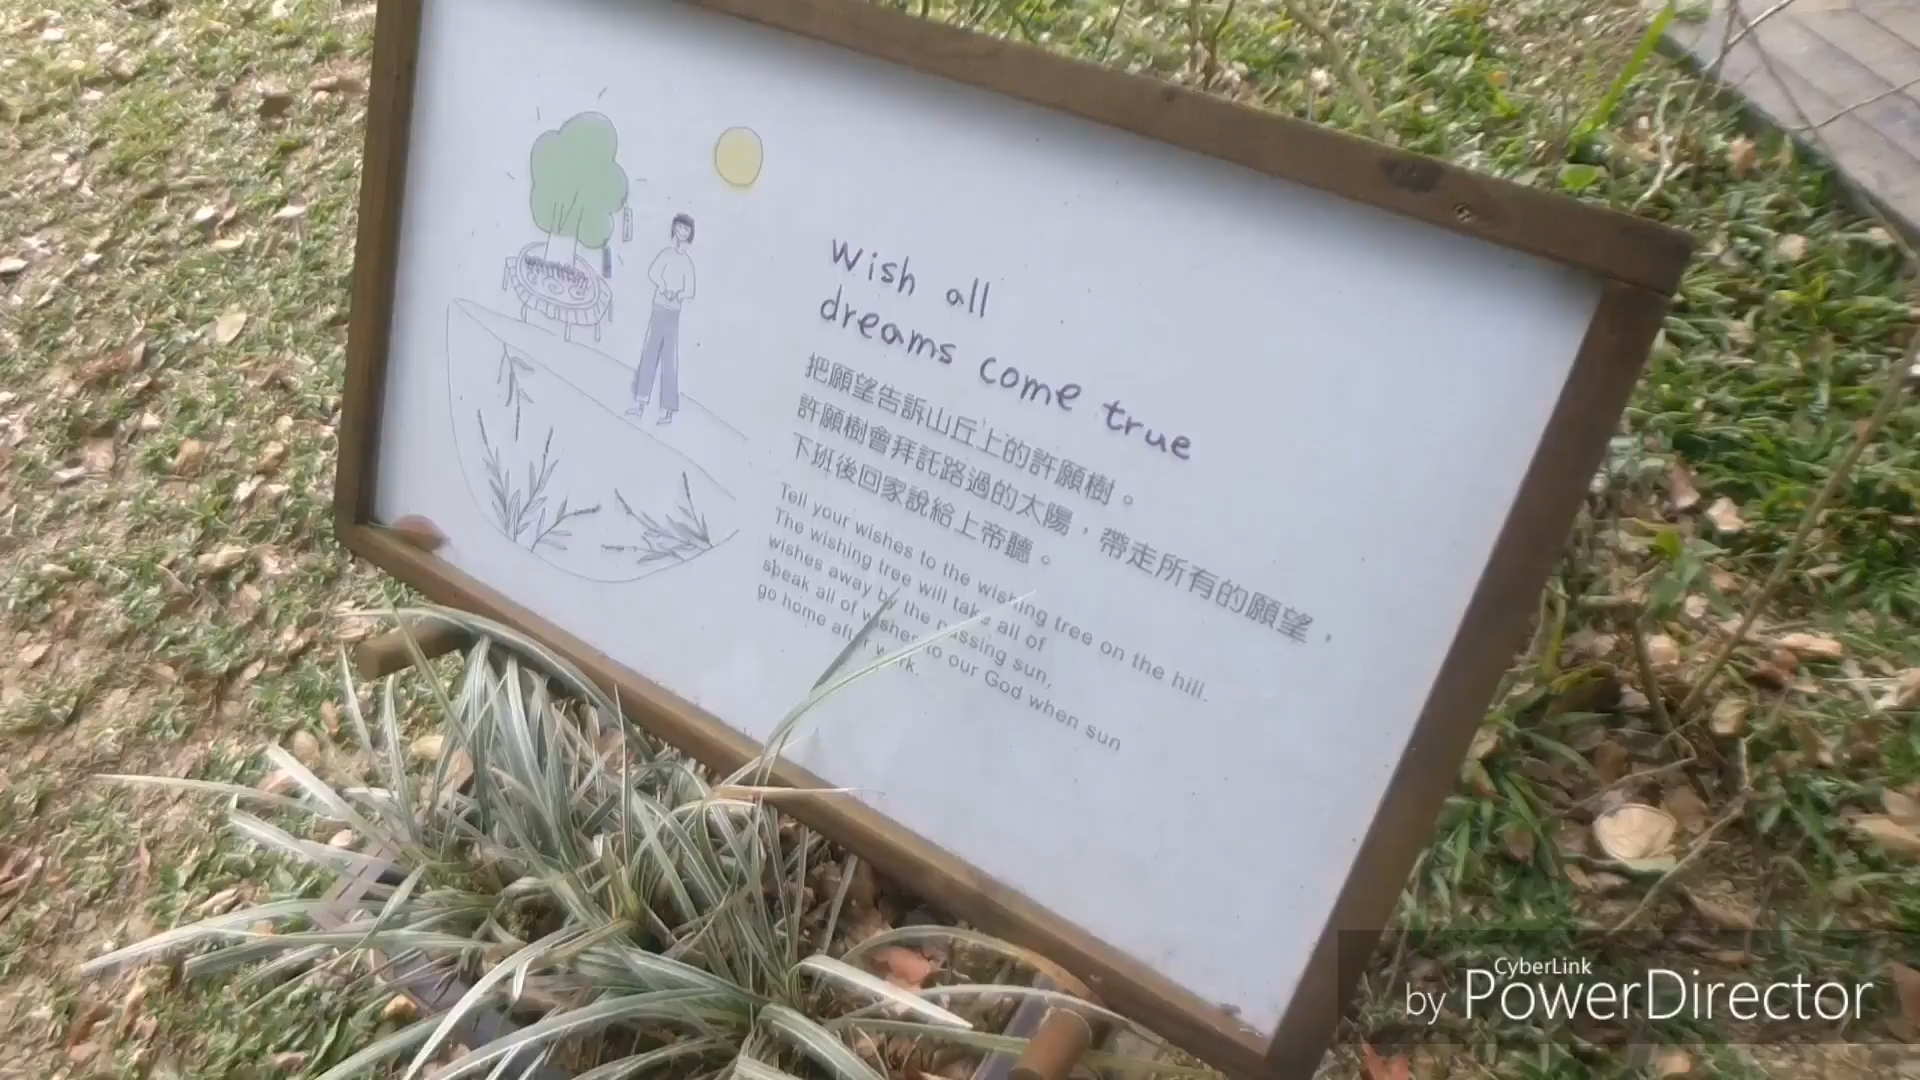 wish all
dreams come true
把願望告訴山丘上的許願樹。
許願樹會拜託路過的太陽，帶走所有的願望，
下班後回家說給上帝聽。
Tell your wishes to the wishing tree on the hill.
The wishing tree will take all of
wishes away by the passing sun,
speak all of wisher to our God when sun
go home after work.
CyberLink
by PowerDirector